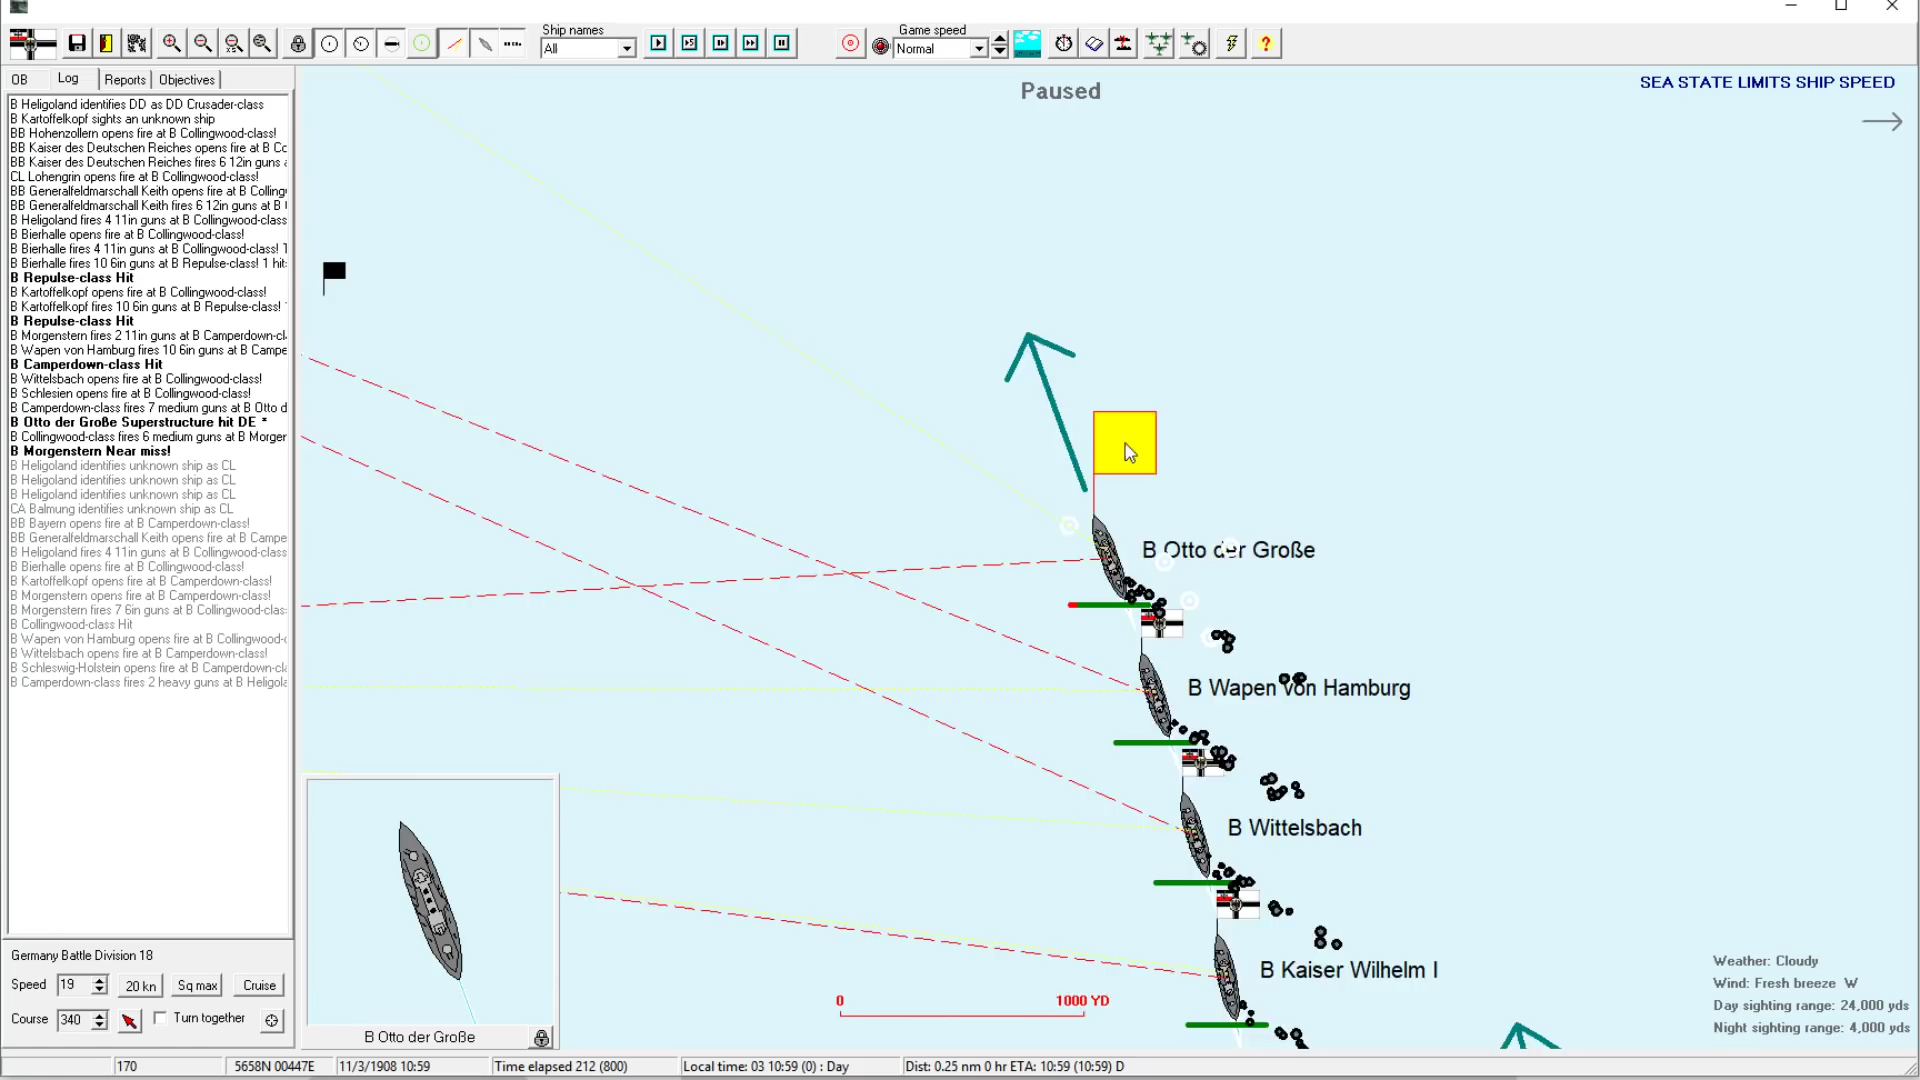 Ship names
All
Game speed
Normal
OB
Log
Reports
Objectives
B Heligoland identifies DD as DD Crusader-class
B Kartoffelkopf sights an unknown ship
BB Hohenzollern opens fire at B Collingwood-class!
BB Kaiser des Deutschen Reiches opens fire at B Co
BB Kaiser des Deutschen Reiches fires 6 12in guns a
CL Lohengrin opens fire at B Collingwood-class!
BB Generalfeldmarschall Keith opens fire at B Colling
BB Generalfeldmarschall Keith fires 6 12in guns at B
B Heligoland fires 4 11in guns at B Collingwood-class
B Bierhalle opens fire at B Collingwood-class!
B Bierhalle fires 4 11in guns at B Collingwood-class! 1
B Bierhalle fires 10 6in guns at B Repulse-class! 1 hit
B Repulse-class Hit
B Kartoffelkopf opens fire at B Collingwood-class!
B Kartoffelkopf fires 10 6in guns at B Repulse-class!
B Repulse-class Hit
B Morgenstern fires 2 11in guns at B Camperdown-cl
B Wapen von Hamburg fires 10 6in guns at B Campe
B Camperdown-class Hit
B Wittelsbach opens fire at B Collingwood-class!
B Schlesien opens fire at B Collingwood-class!
B Camperdown-class fires 7 medium guns at B Otto d
B Otto der Große Superstructure hit DE *
B Collingwood-class fires 6 medium guns at B Morger
B Morgenstern Near miss!
B Heligoland identifies unknown ship as CL
B Heligoland identifies unknown ship as CL
B Heligoland identifies unknown ship as CL
CA Balmung identifies unknown ship as CL
BB Bayern opens fire at B Camperdown-class!
BB Generalfeldmarschall Keith opens fire at B Campe
B Heligoland fires 4 11in guns at B Collingwood-class
B Bierhalle opens fire at B Collingwood-class!
B Kartoffelkopf opens fire at B Camperdown-class!
B Morgenstern opens fire at B Camperdown-class!
B Morgenstern fires 7 6in guns at B Collingwood-clas
B Collingwood-class Hit
B Wapen von Hamburg opens fire at B Collingwood-c
B Wittelsbach opens fire at B Camperdown-class!
B Schleswig-Holstein opens fire at B Camperdown-cl
B Camperdown-class fires 2 heavy guns at B Heligola
Paused
SEA STATE LIMITS SHIP SPEED
B Otto der Große
B Wapen von Hamburg
B Wittelsbach
B Kaiser Wilhelm I
0
1000 YD
Weather: Cloudy
Wind: Fresh breeze W
Day sighting range: 24,000 yds
Night sighting range: 4,000 yds
Germany Battle Division 18
Speed
19
20 kn
Sq max
Cruise
Course
340
Turn together
B Otto der Große
170
5658N 00447E
11/3/1908 10:59
Time elapsed 212 (800)
Local time: 03 10:59 (0) : Day
Dist: 0.25 nm 0 hr ETA: 10:59 (10:59) D